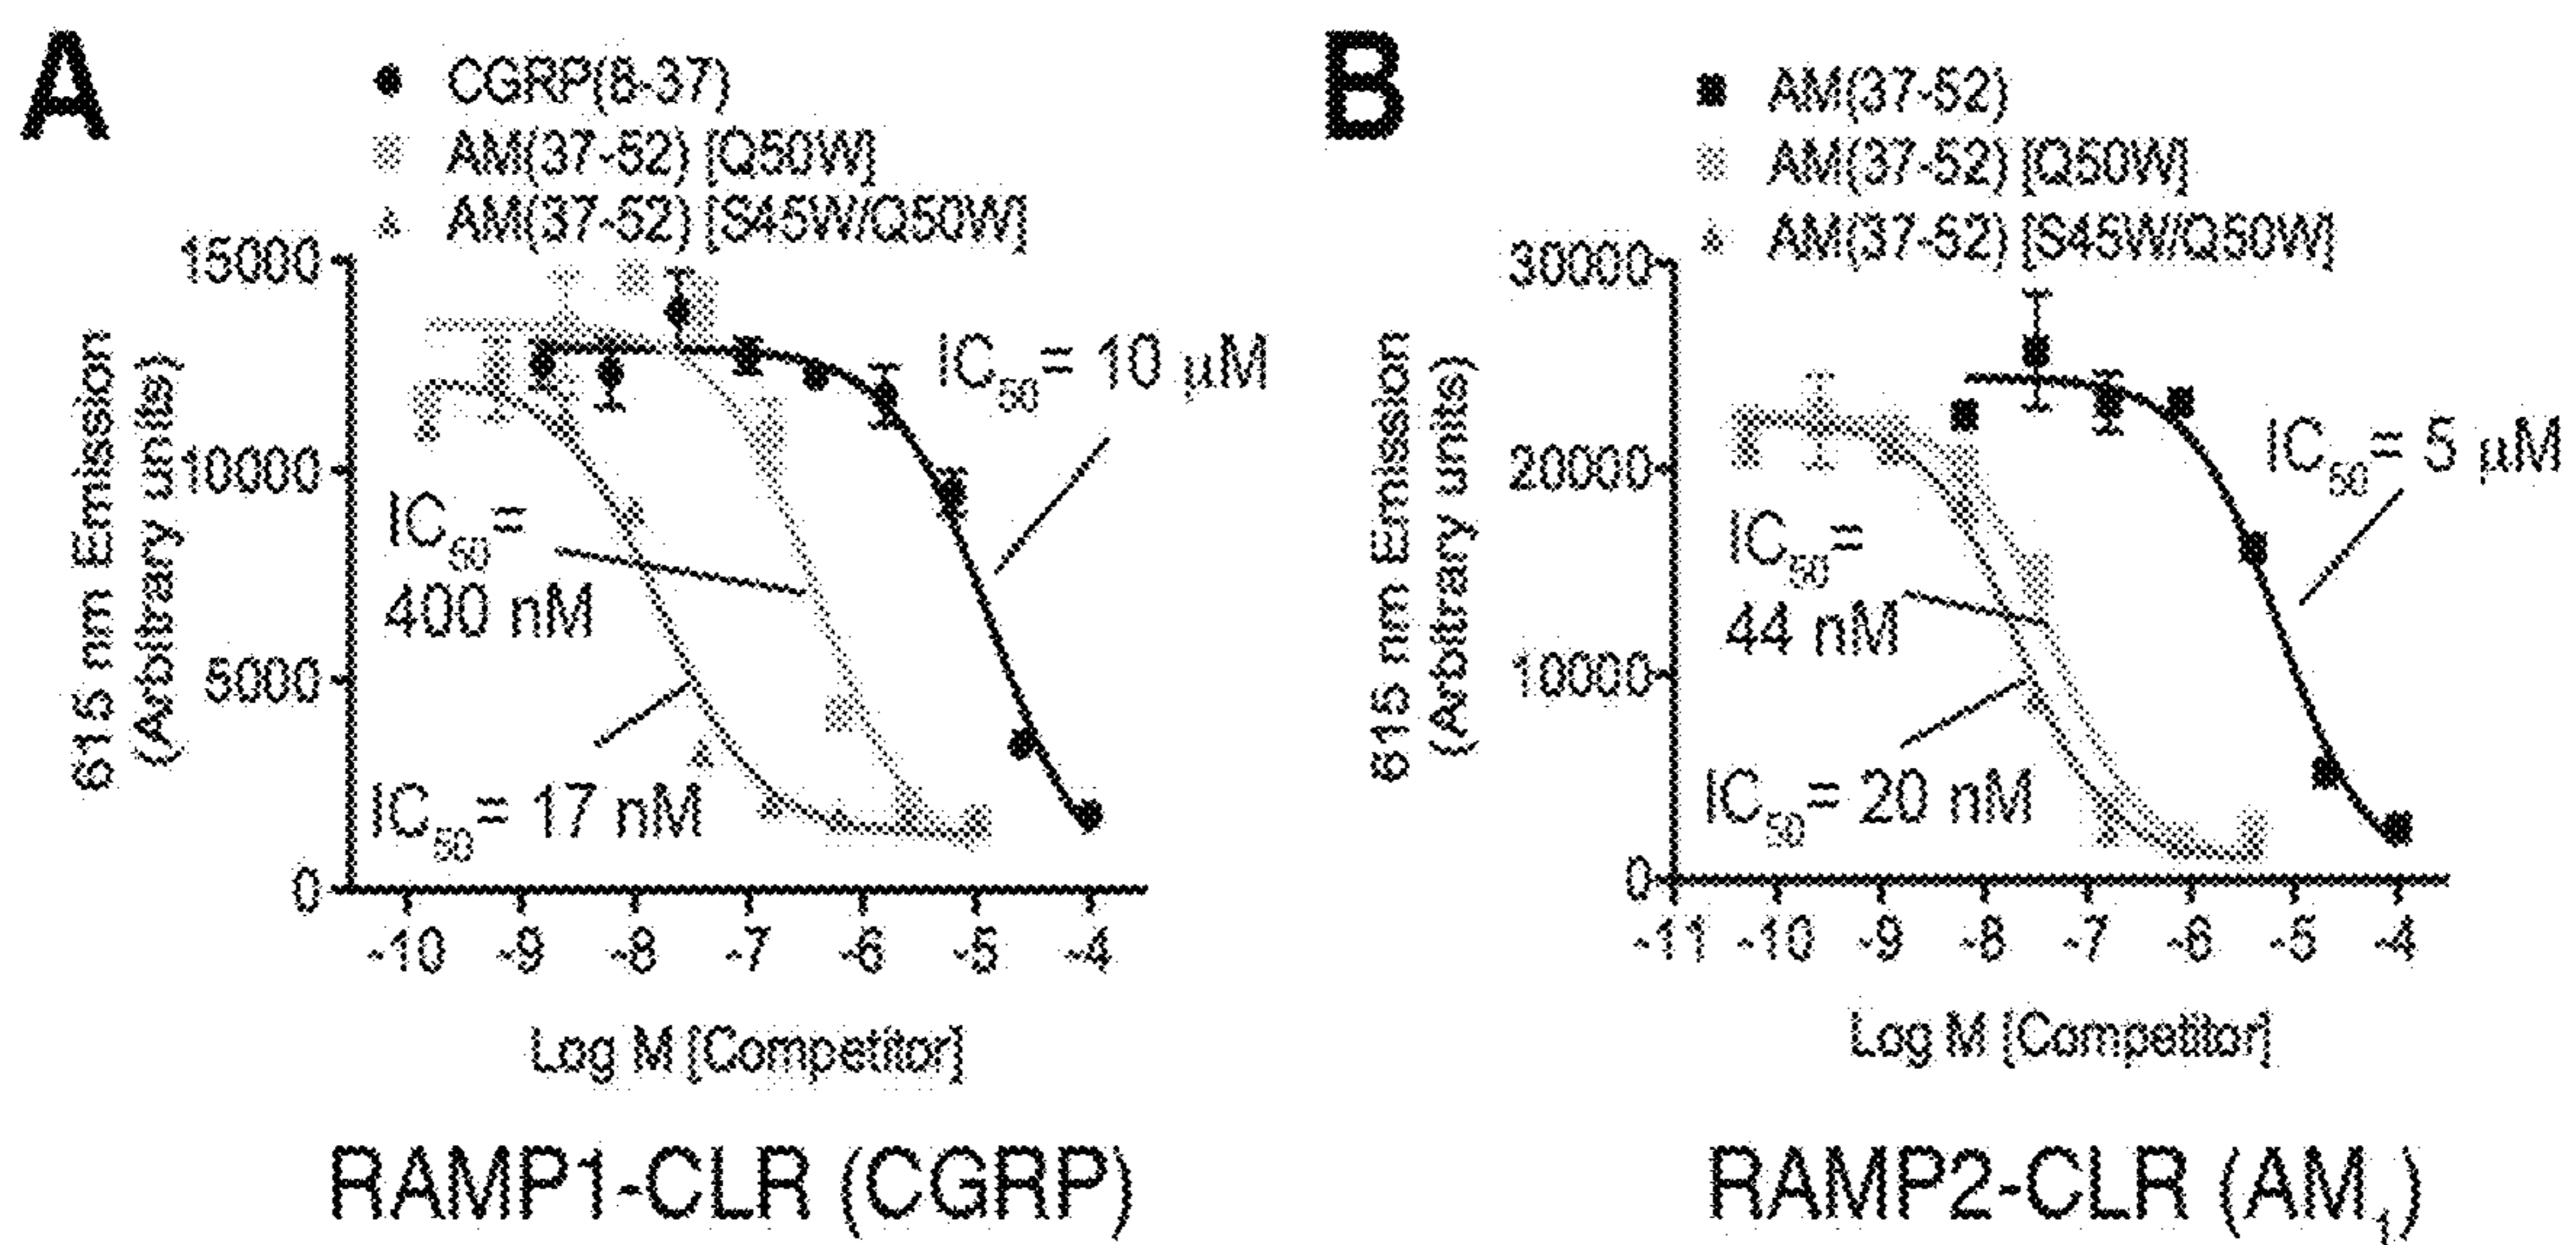 A
CGRP(8-37)
AM(37-52) [Q50W]
AM(37-52) [S45W/Q50W]
15000
10000
5000
0
615 nm Emission
(Arbitrary units)
IC50= 10 µM
IC50=
400 nM
IC50= 17 nM
-10 -9 -8 -7 -6 -5 -4
Log M [Competitor]
RAMP1-CLR (CGRP)
B
AM(37-52)
AM(37-52) [Q50W]
AM(37-52) [S45W/Q50W]
30000
20000
10000
0
615 nm Emission
(Arbitrary units)
IC50= 5 µM
IC50=
44 nM
IC50= 20 nM
-11 -10 -9 -8 -7 -6 -5 -4
Log M [Competitor]
RAMP2-CLR (AM1)